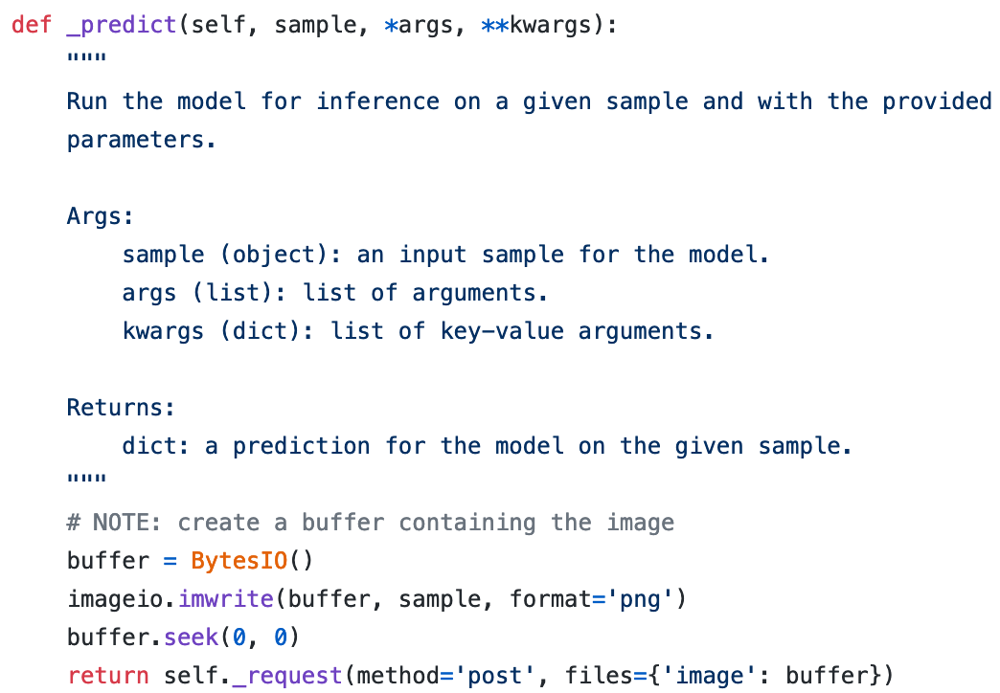 def _predict(self, sample, *args, **kwargs):
    """
    Run the model for inference on a given sample and with the provided
    parameters.

    Args:
        sample (object): an input sample for the model.
        args (list): list of arguments.
        kwargs (dict): list of key-value arguments.

    Returns:
        dict: a prediction for the model on the given sample.
    """
    # NOTE: create a buffer containing the image
    buffer = BytesIO()
    imageio.imwrite(buffer, sample, format='png')
    buffer.seek(0, 0)
    return self._request(method='post', files={'image': buffer})